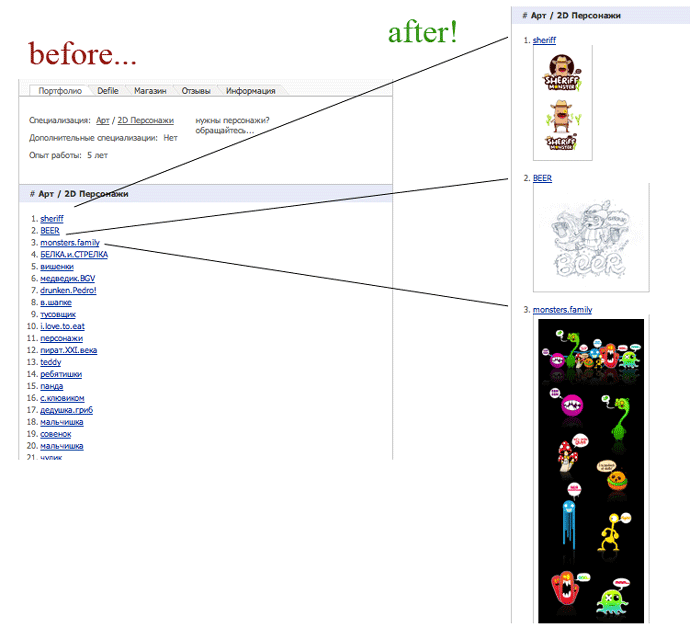 before...
after!
Портфолио Defile Магазин Отзывы Информация
Специализация: Арт / 2D Персонажи
нужны персонажи?
обращайтесь...
Дополнительные специализации: Нет
Опыт работы: 5 лет
# Арт / 2D Персонажи
1. sheriff
2. BEER
3. monsters.family
4. БЕЛКА.и.СТРЕЛКА
5. вишенки
6. медведик.BGV
7. drunken.Pedro!
8. в.шапке
9. тусовщик
10. i.love.to.eat
11. персонажи
12. пират.XXI.века
13. teddy
14. ребятишки
15. панда
16. с.клювиком
17. дедушка.гриб
18. мальчишка
19. совенок
20. мальчишка
21. чулик
# Арт / 2D Персонажи
1. sheriff
SHERIFF
MONSTER
SHERIFF
MONSTER
2. BEER
BEER
3. monsters.family